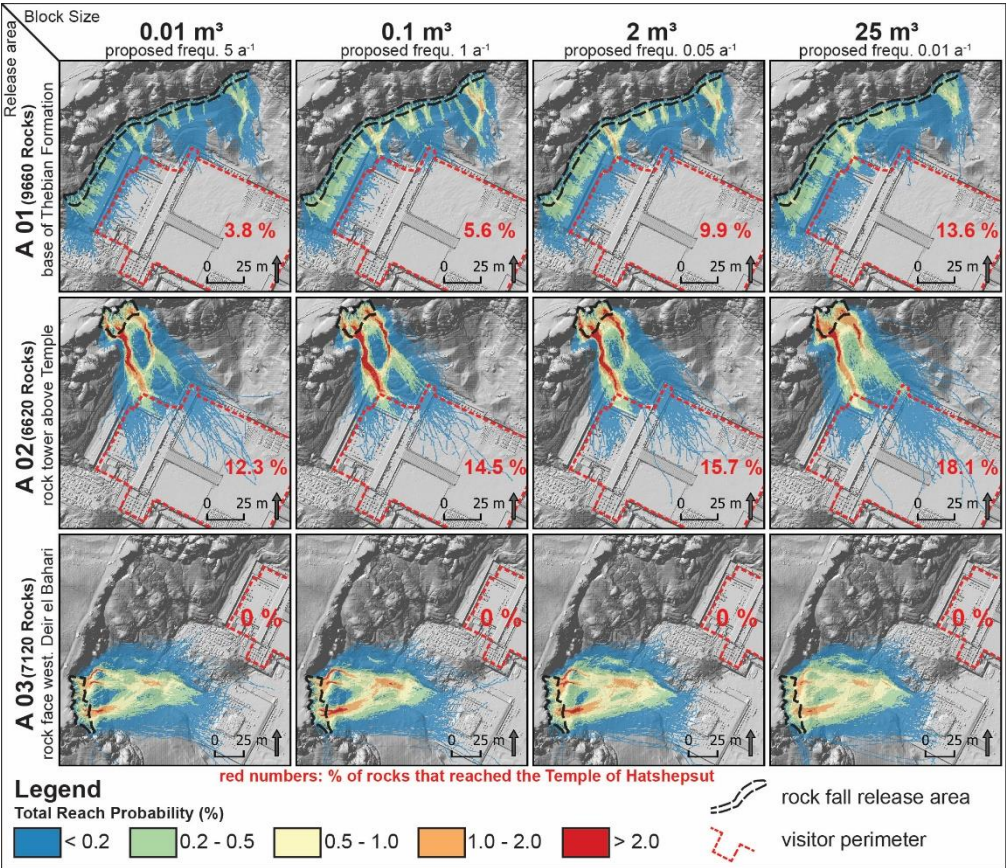 Block Size
Release area
0.01 m³
proposed frequ. 5 a⁻¹
0.1 m³
proposed frequ. 1 a⁻¹
2 m³
proposed frequ. 0.05 a⁻¹
25 m³
proposed frequ. 0.01 a⁻¹
A 01 (9660 Rocks)
base of Thebian Formation
3.8 %
0 25 m
5.6 %
0 25 m
9.9 %
0 25 m
13.6 %
0 25 m
A 02 (6620 Rocks)
rock tower above Temple
12.3 %
0 25 m
14.5 %
0 25 m
15.7 %
0 25 m
18.1 %
0 25 m
A 03 (7120 Rocks)
rock face west. Deir el Bahari
0 %
0 25 m
0 %
0 25 m
0 %
0 25 m
0 %
0 25 m
red numbers: % of rocks that reached the Temple of Hatshepsut
Legend
Total Reach Probability (%)
< 0.2
0.2 - 0.5
0.5 - 1.0
1.0 - 2.0
> 2.0
rock fall release area
visitor perimeter